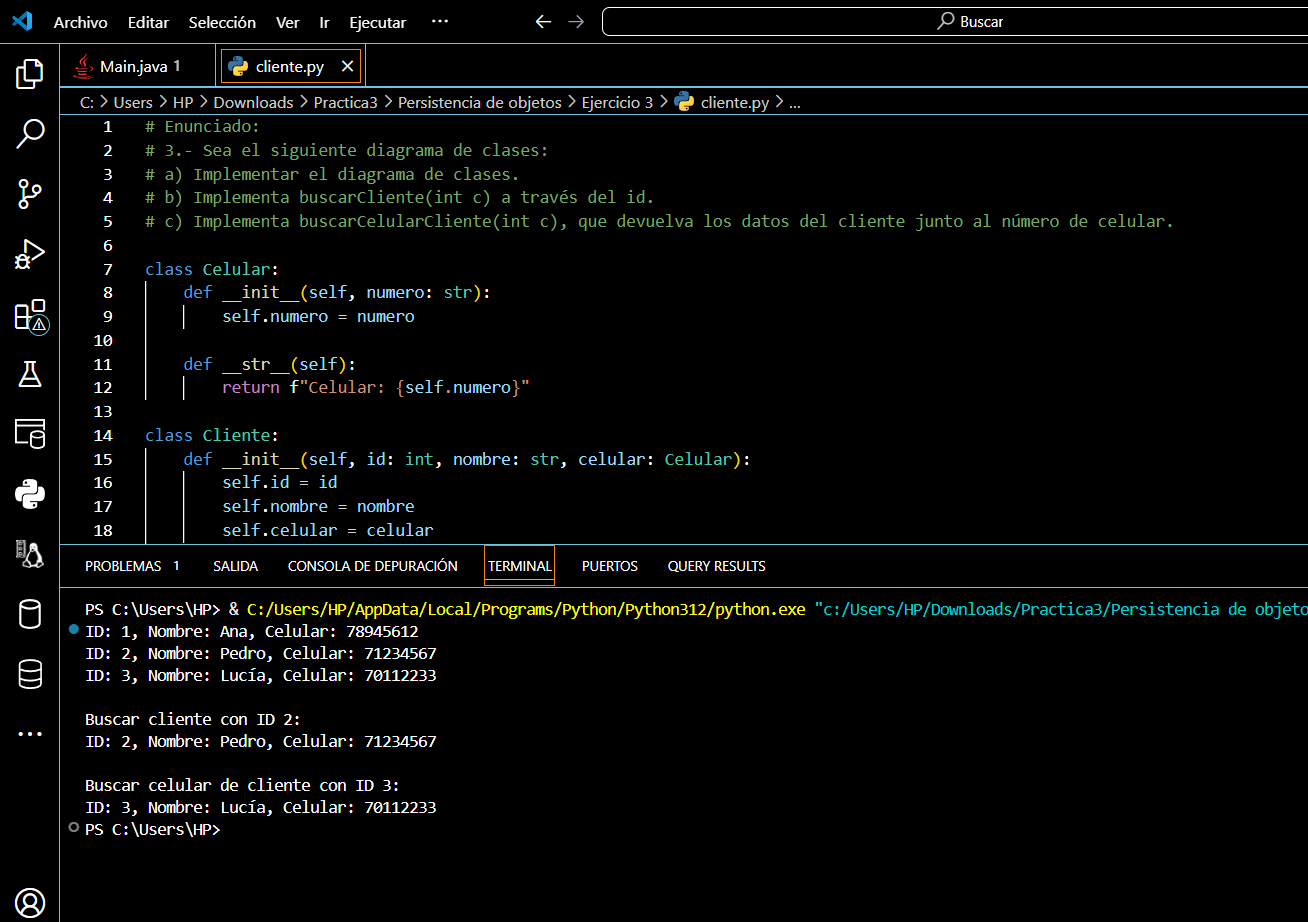 Archivo Editar Selección Ver Ir Ejecutar ... Buscar
Main.java 1 cliente.py
C: > Users > HP > Downloads > Practica3 > Persistencia de objetos > Ejercicio 3 > cliente.py > ...
1 # Enunciado:
2 # 3.- Sea el siguiente diagrama de clases:
3 # a) Implementar el diagrama de clases.
4 # b) Implementa buscarCliente(int c) a través del id.
5 # c) Implementa buscarCelularCliente(int c), que devuelva los datos del cliente junto al número de celular.
6
7 class Celular:
8 def __init__(self, numero: str):
9 self.numero = numero
10
11 def __str__(self):
12 return f"Celular: {self.numero}"
13
14 class Cliente:
15 def __init__(self, id: int, nombre: str, celular: Celular):
16 self.id = id
17 self.nombre = nombre
18 self.celular = celular
PROBLEMAS 1 SALIDA CONSOLA DE DEPURACIÓN TERMINAL PUERTOS QUERY RESULTS
PS C:\Users\HP> & C:/Users/HP/AppData/Local/Programs/Python/Python312/python.exe "c:/Users/HP/Downloads/Practica3/Persistencia de objeto
ID: 1, Nombre: Ana, Celular: 78945612
ID: 2, Nombre: Pedro, Celular: 71234567
ID: 3, Nombre: Lucía, Celular: 70112233
Buscar cliente con ID 2:
ID: 2, Nombre: Pedro, Celular: 71234567
Buscar celular de cliente con ID 3:
ID: 3, Nombre: Lucía, Celular: 70112233
PS C:\Users\HP>